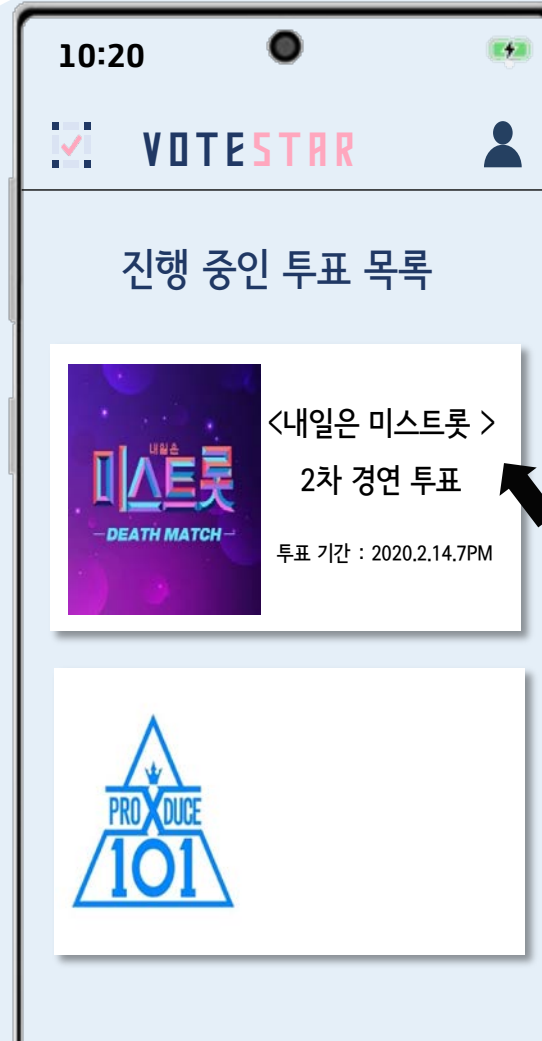 10:20
VOTESTAR
진행 중인 투표 목록
내일은
미스트롯
DEATH MATCH
<내일은 미스트롯 >
2차 경연 투표
투표 기간 : 2020.2.14.7PM
PRO X DUCE
101